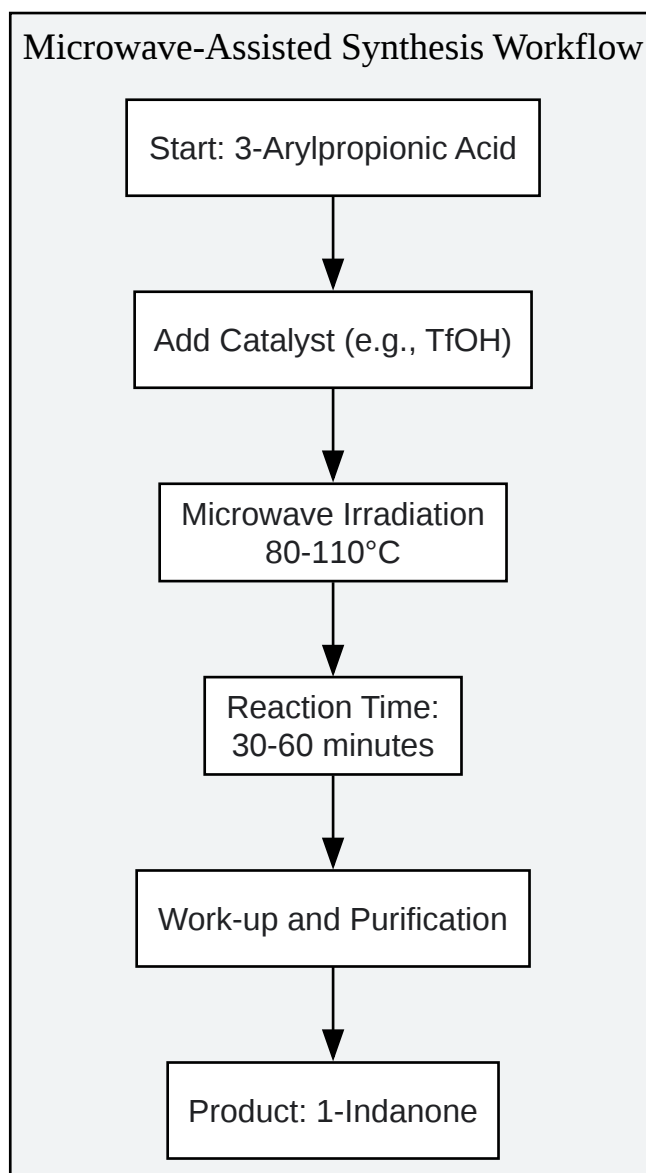 Microwave-Assisted Synthesis Workflow
Start: 3-Arylpropionic Acid
Add Catalyst (e.g., TfOH)
Microwave Irradiation
80-110°C
Reaction Time:
30-60 minutes
Work-up and Purification
Product: 1-Indanone